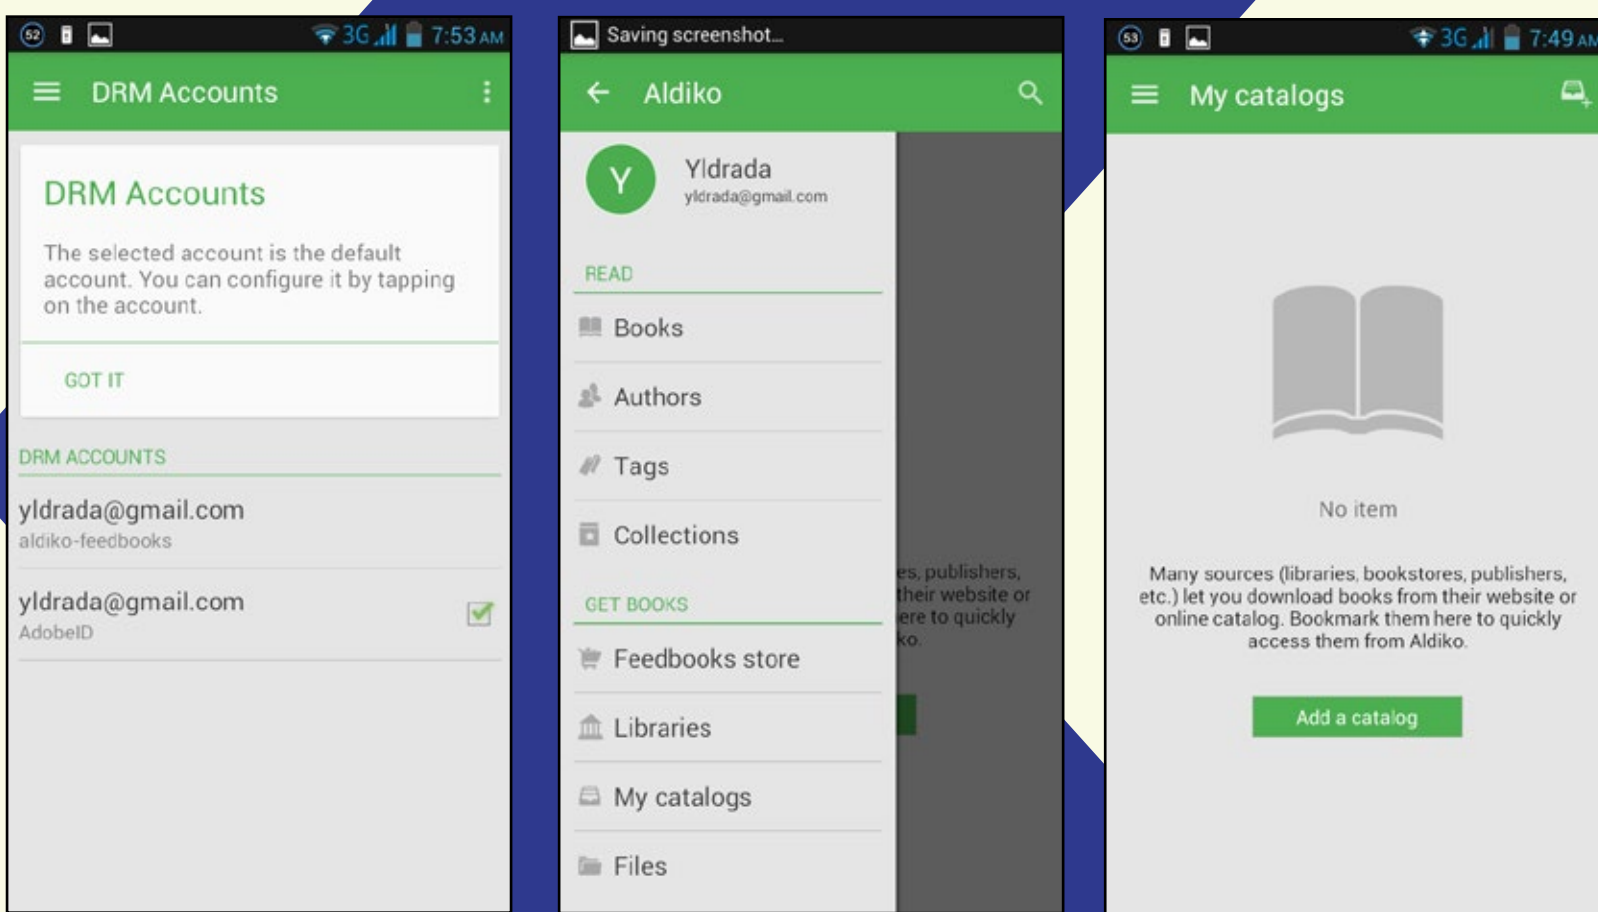 52
3G
7:53 AM
DRM Accounts
DRM Accounts
The selected account is the default
account. You can configure it by tapping
on the account.
GOT IT
DRM ACCOUNTS
yldrada@gmail.com
aldiko-feedbooks
yldrada@gmail.com
AdobeID
Saving screenshot...
Aldiko
Y
Yldrada
yldrada@gmail.com
READ
Books
Authors
Tags
Collections
GET BOOKS
Feedbooks store
Libraries
My catalogs
Files
es, publishers,
their website or
ere to quickly
ko.
53
3G
7:49 AM
My catalogs
No item
Many sources (libraries, bookstores, publishers,
etc.) let you download books from their website or
online catalog. Bookmark them here to quickly
access them from Aldiko.
Add a catalog